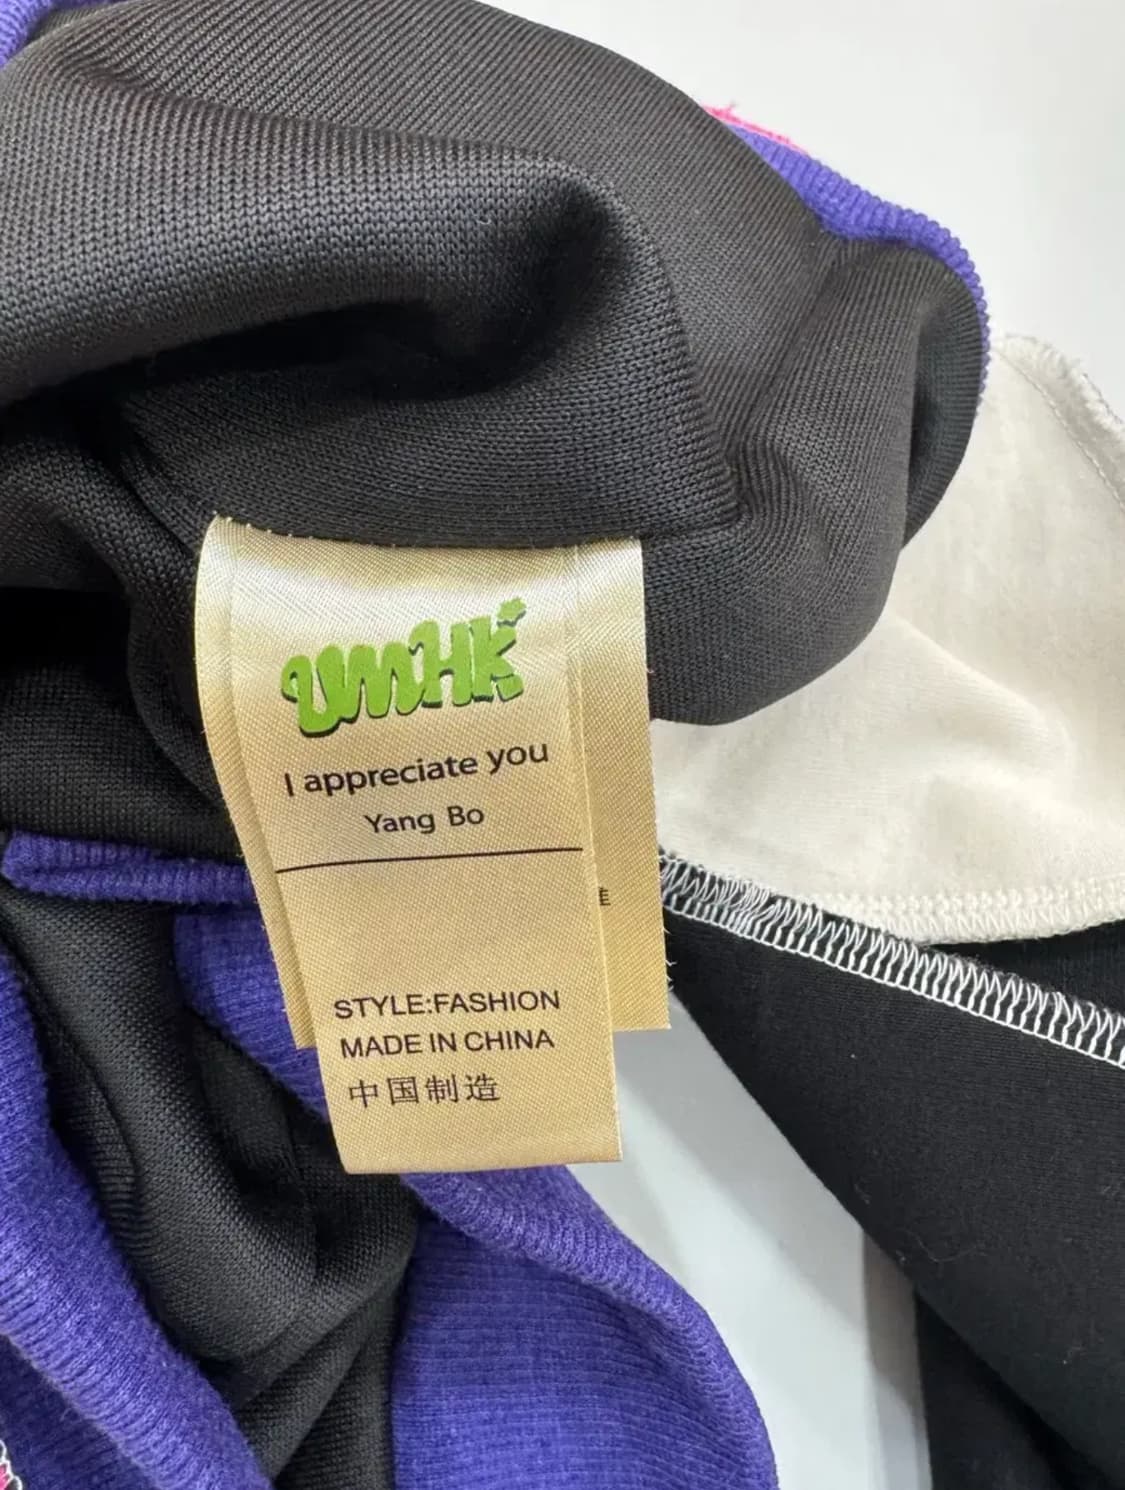 UMHK
I appreciate you
Yang Bo
STYLE:FASHION
MADE IN CHINA
中国制造